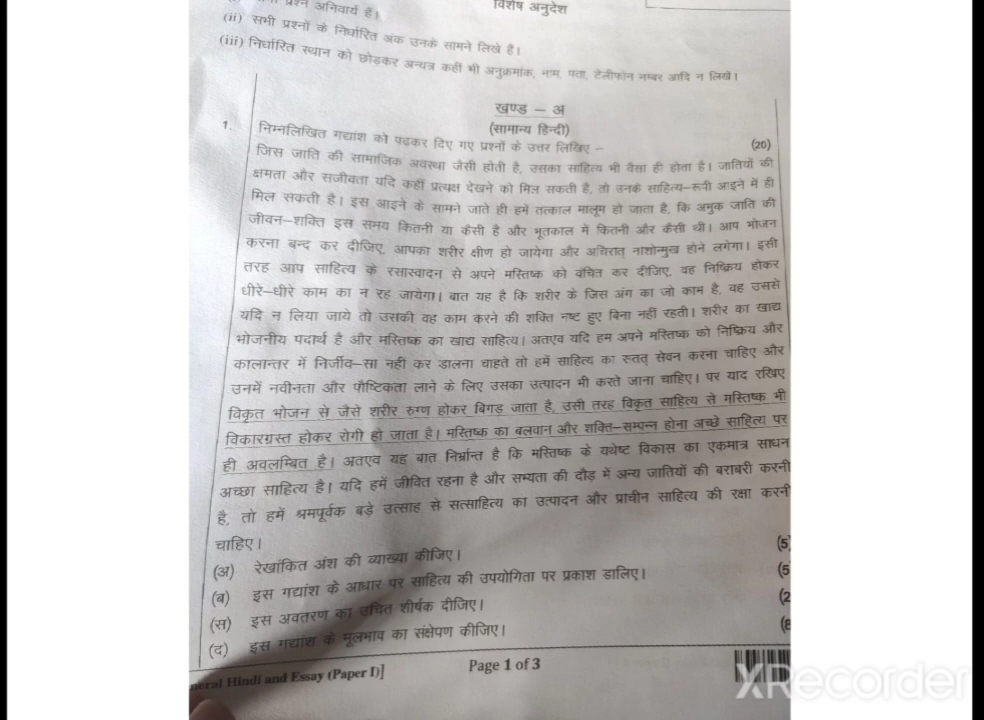 प्रश्न अनिवार्य हैं।
विशेष अनुदेश
(ii) सभी प्रश्नों के निर्धारित अंक उनके सामने लिखे हैं।
(iii) निर्धारित स्थान को छोडकर अन्यत्र कहीं भी अनुक्रमांक, नाम, पता, टेलीफोन नम्बर आदि न लिखें।
खण्ड – अ
(सामान्य हिन्दी)
1. निम्नलिखित गद्यांश को पढ़कर दिए गए प्रश्नों के उत्तर लिखिए – (20)
जिस जाति की सामाजिक अवस्था जैसी होती है, उसका साहित्य भी वैसा ही होता है। जातियों की
क्षमता और सजीवता यदि कहीं प्रत्यक्ष देखने को मिल सकती है, तो उनके साहित्य–रूपी आइने में ही
मिल सकती है। इस आइने के सामने जाते ही हमें तत्काल मालूम हो जाता है, कि अमुक जाति की
जीवन–शक्ति इस समय कितनी या कैसी है और भूतकाल में कितनी और कैसी थी। आप भोजन
करना बन्द कर दीजिए, आपका शरीर क्षीण हो जायेगा और अचिरात् नाशोन्मुख होने लगेगा। इसी
तरह आप साहित्य के रसास्वादन से अपने मस्तिष्क को वंचित कर दीजिए, वह निष्क्रिय होकर
धीरे–धीरे काम का न रह जायेगा। बात यह है कि शरीर के जिस अंग का जो काम है, वह उससे
यदि न लिया जाये तो उसकी वह काम करने की शक्ति नष्ट हुए बिना नहीं रहती। शरीर का खाद्य
भोजनीय पदार्थ है और मस्तिष्क का खाद्य साहित्य। अतएव यदि हम अपने मस्तिष्क को निष्क्रिय और
कालान्तर में निर्जीव–सा नहीं कर डालना चाहते तो हमें साहित्य का स्तत् सेवन करना चाहिए और
उनमें नवीनता और पौष्टिकता लाने के लिए उसका उत्पादन भी करते जाना चाहिए। पर याद रखिए
विकृत भोजन से जैसे शरीर रुग्ण होकर बिगड़ जाता है, उसी तरह विकृत साहित्य से मस्तिष्क भी
विकारग्रस्त होकर रोगी हो जाता है। मस्तिष्क का बलवान और शक्ति–सम्पन्न होना अच्छे साहित्य पर
ही अवलम्बित है। अतएव यह बात निर्भ्रान्त है कि मस्तिष्क के यथेष्ट विकास का एकमात्र साधन
अच्छा साहित्य है। यदि हमें जीवित रहना है और सभ्यता की दौड़ में अन्य जातियों की बराबरी करनी
है, तो हमें श्रमपूर्वक बड़े उत्साह से सत्साहित्य का उत्पादन और प्राचीन साहित्य की रक्षा करनी
चाहिए।
(अ) रेखांकित अंश की व्याख्या कीजिए। (5)
(ब) इस गद्यांश के आधार पर साहित्य की उपयोगिता पर प्रकाश डालिए। (5
(स) इस अवतरण का उचित शीर्षक दीजिए। (2
(द) इस गद्यांश के मूलभाव का संक्षेपण कीजिए। (8
neral Hindi and Essay (Paper I)]
Page 1 of 3
XRecorder